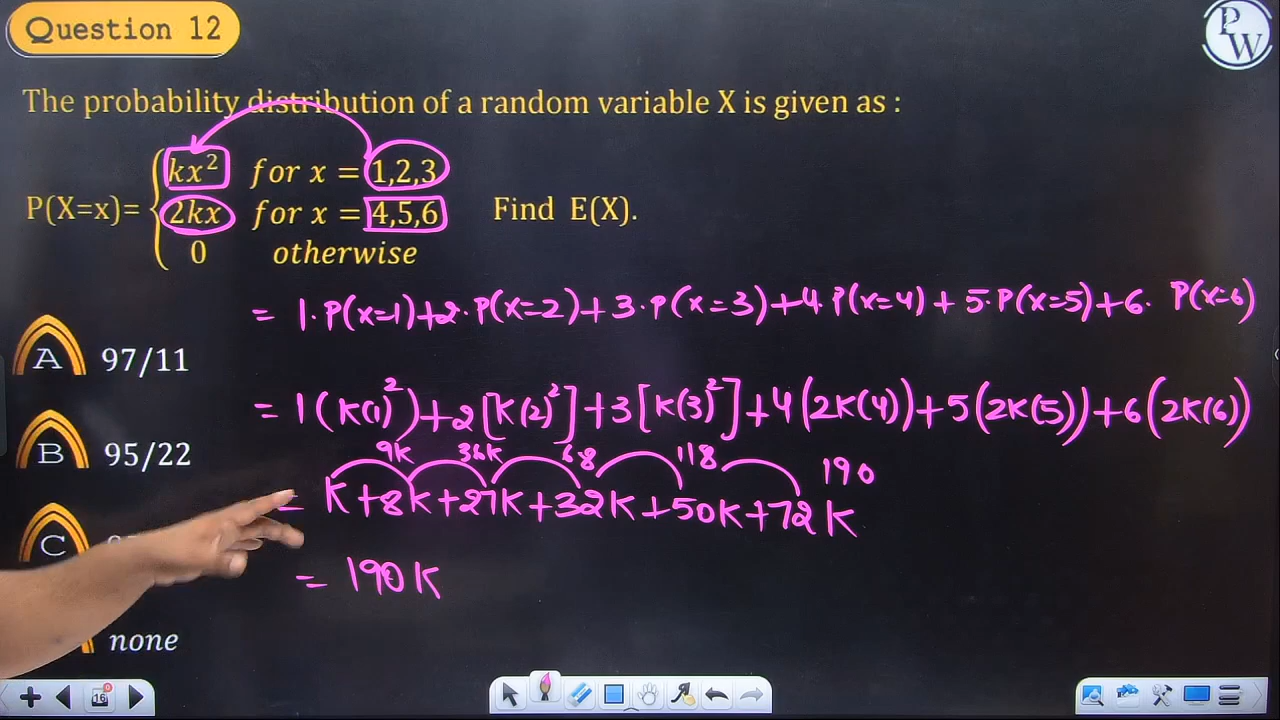 Question 12
PW
The probability distribution of a random variable X is given as :
kx² for x = 1,2,3
P(X=x)= 2kx for x = 4,5,6 Find E(X).
0 otherwise
= 1·P(x=1)+2·P(x=2)+3·P(x=3)+4·P(x=4)+5·P(x=5)+6·P(x=6)
A 97/11
= 1(K(1)²)+2[K(2)²]+3[K(3)²]+4(2K(4))+5(2K(5))+6(2K(6))
B 95/22
9K 36K 68 118 190
= K+8K+27K+32K+50K+72K
C
= 190K
none
16